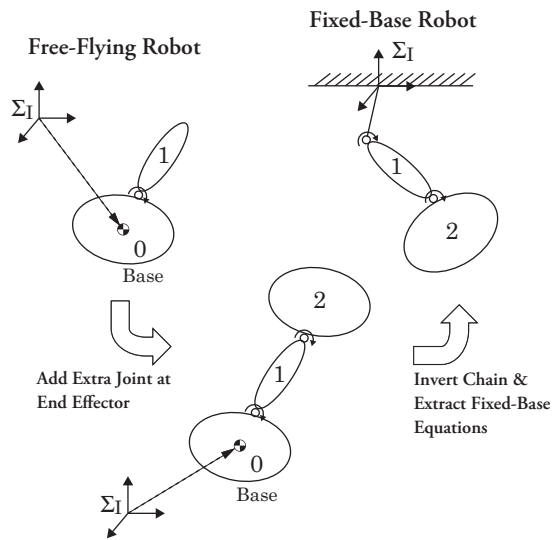 Free-Flying Robot
Fixed-Base Robot
ΣI
ΣI
1
0
Base
1
2
Add Extra Joint at
End Effector
2
1
0
Base
ΣI
Invert Chain &
Extract Fixed-Base
Equations